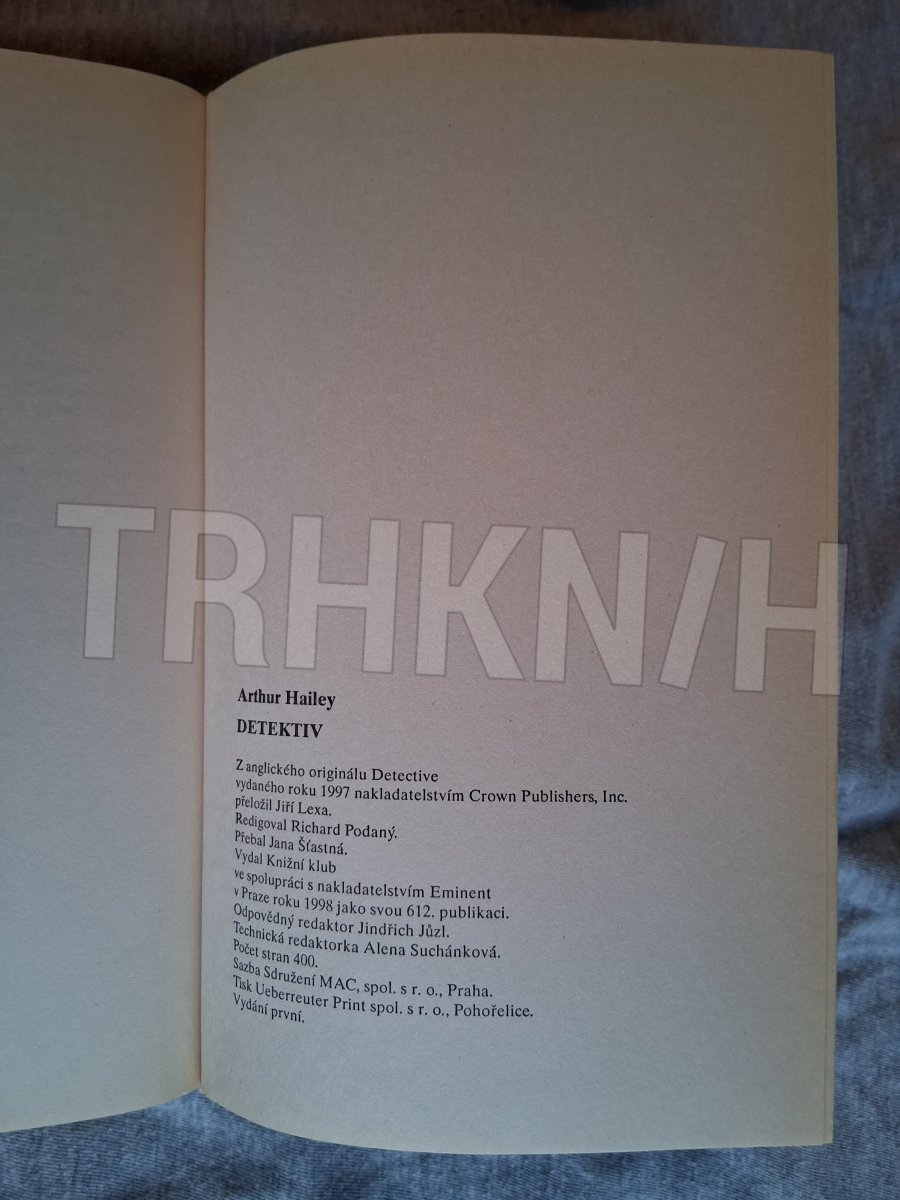 TRHKN/H
Arthur Hailey
DETEKTIV
Z anglického originálu Detective
vydaného roku 1997 nakladatelstvím Crown Publishers, Inc.
přeložil Jiří Lexa.
Redigoval Richard Podaný.
Přebal Jana Šťastná.
Vydal Knižní klub
ve spolupráci s nakladatelstvím Eminent
v Praze roku 1998 jako svou 612. publikaci.
Odpovědný redaktor Jindřich Jůzl.
Technická redaktorka Alena Suchánková.
Počet stran 400.
Sazba Sdružení MAC, spol. s r. o., Praha.
Tisk Ueberreuter Print spol. s r. o., Pohořelice.
Vydání první.